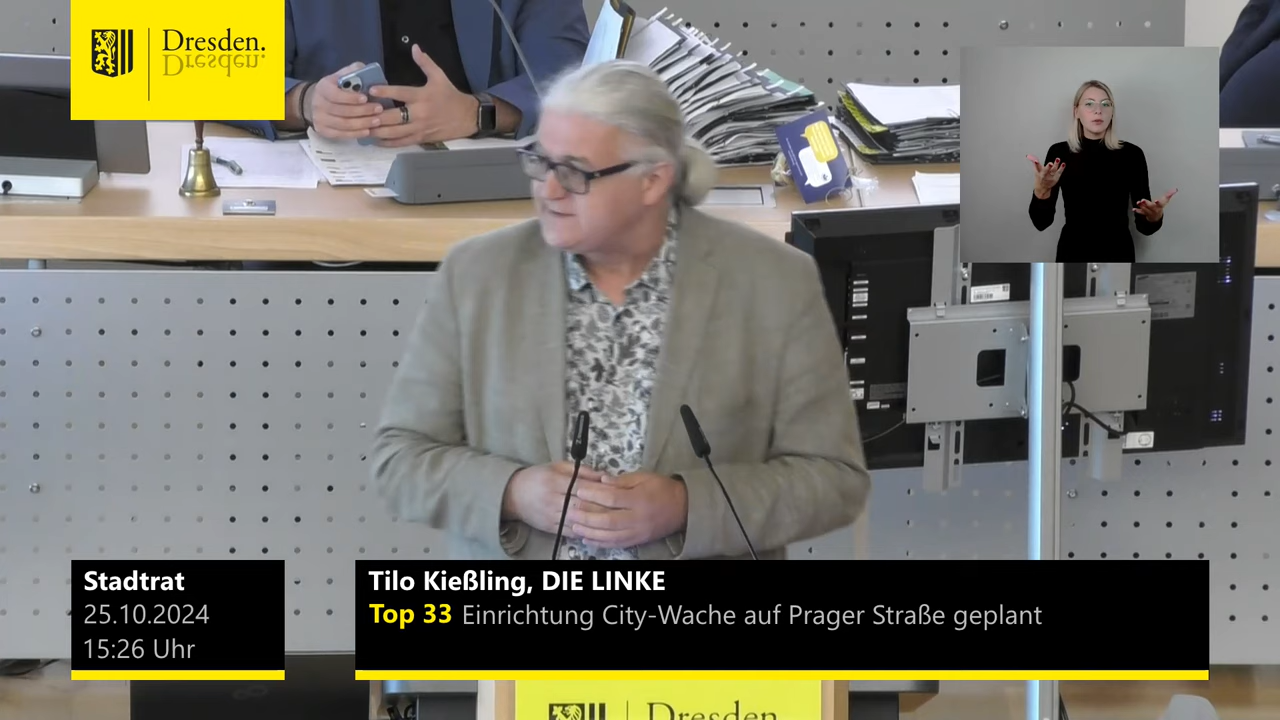 Dresden.
Dresden.
Stadtrat
25.10.2024
15:26 Uhr
Tilo Kießling, DIE LINKE
Top 33 Einrichtung City-Wache auf Prager Straße geplant
Dresden